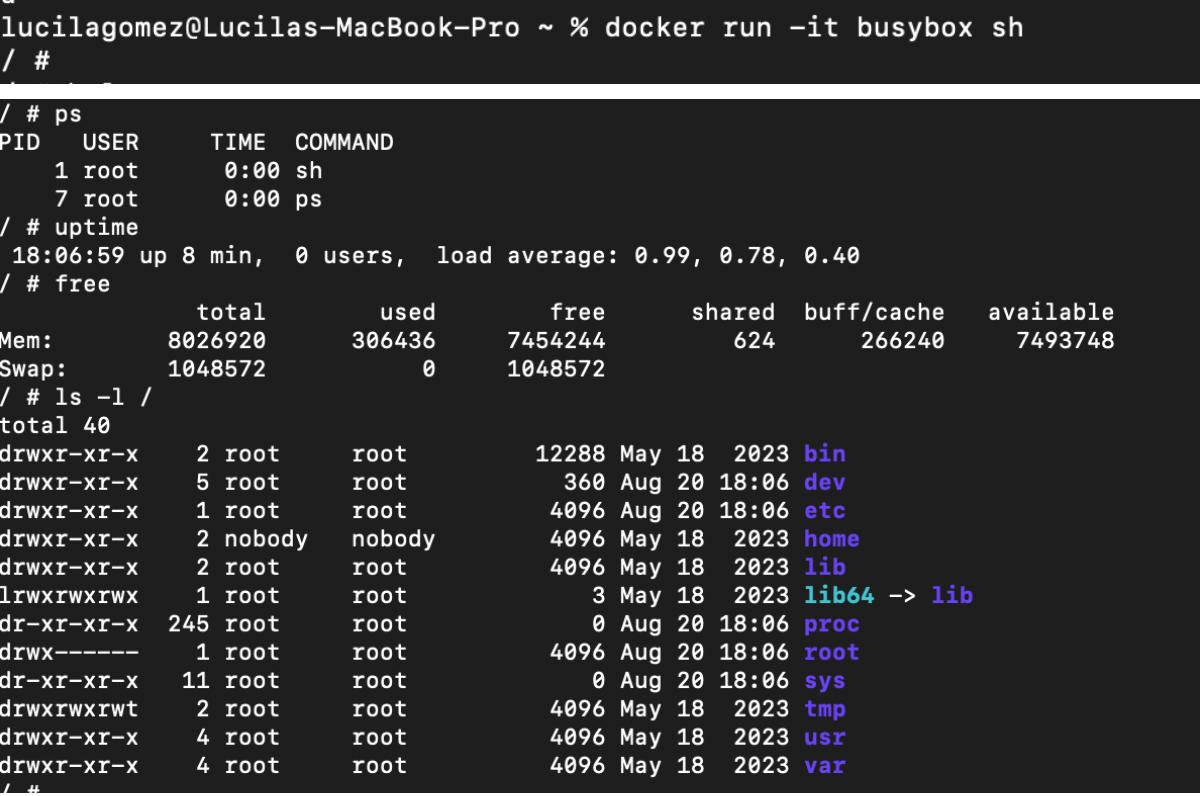 lucilagomez@Lucilas-MacBook-Pro ~ % docker run -it busybox sh
/ #
/ # ps
PID   USER     TIME  COMMAND
    1 root      0:00 sh
    7 root      0:00 ps
/ # uptime
 18:06:59 up 8 min,  0 users,  load average: 0.99, 0.78, 0.40
/ # free
              total        used        free      shared  buff/cache   available
Mem:        8026920      306436     7454244         624      266240     7493748
Swap:       1048572           0     1048572
/ # ls -l /
total 40
drwxr-xr-x    2 root     root         12288 May 18  2023 bin
drwxr-xr-x    5 root     root           360 Aug 20 18:06 dev
drwxr-xr-x    1 root     root          4096 Aug 20 18:06 etc
drwxr-xr-x    2 nobody   nobody        4096 May 18  2023 home
drwxr-xr-x    2 root     root          4096 May 18  2023 lib
lrwxrwxrwx    1 root     root             3 May 18  2023 lib64 -> lib
dr-xr-xr-x  245 root     root             0 Aug 20 18:06 proc
drwx------    1 root     root          4096 Aug 20 18:06 root
dr-xr-xr-x   11 root     root             0 Aug 20 18:06 sys
drwxrwxrwt    2 root     root          4096 May 18  2023 tmp
drwxr-xr-x    4 root     root          4096 May 18  2023 usr
drwxr-xr-x    4 root     root          4096 May 18  2023 var
/ #